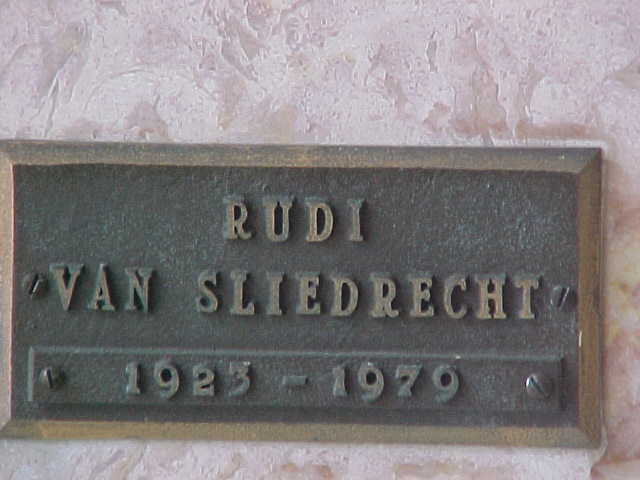 RUDI
VAN SLIEDRECHT
1923 - 1979